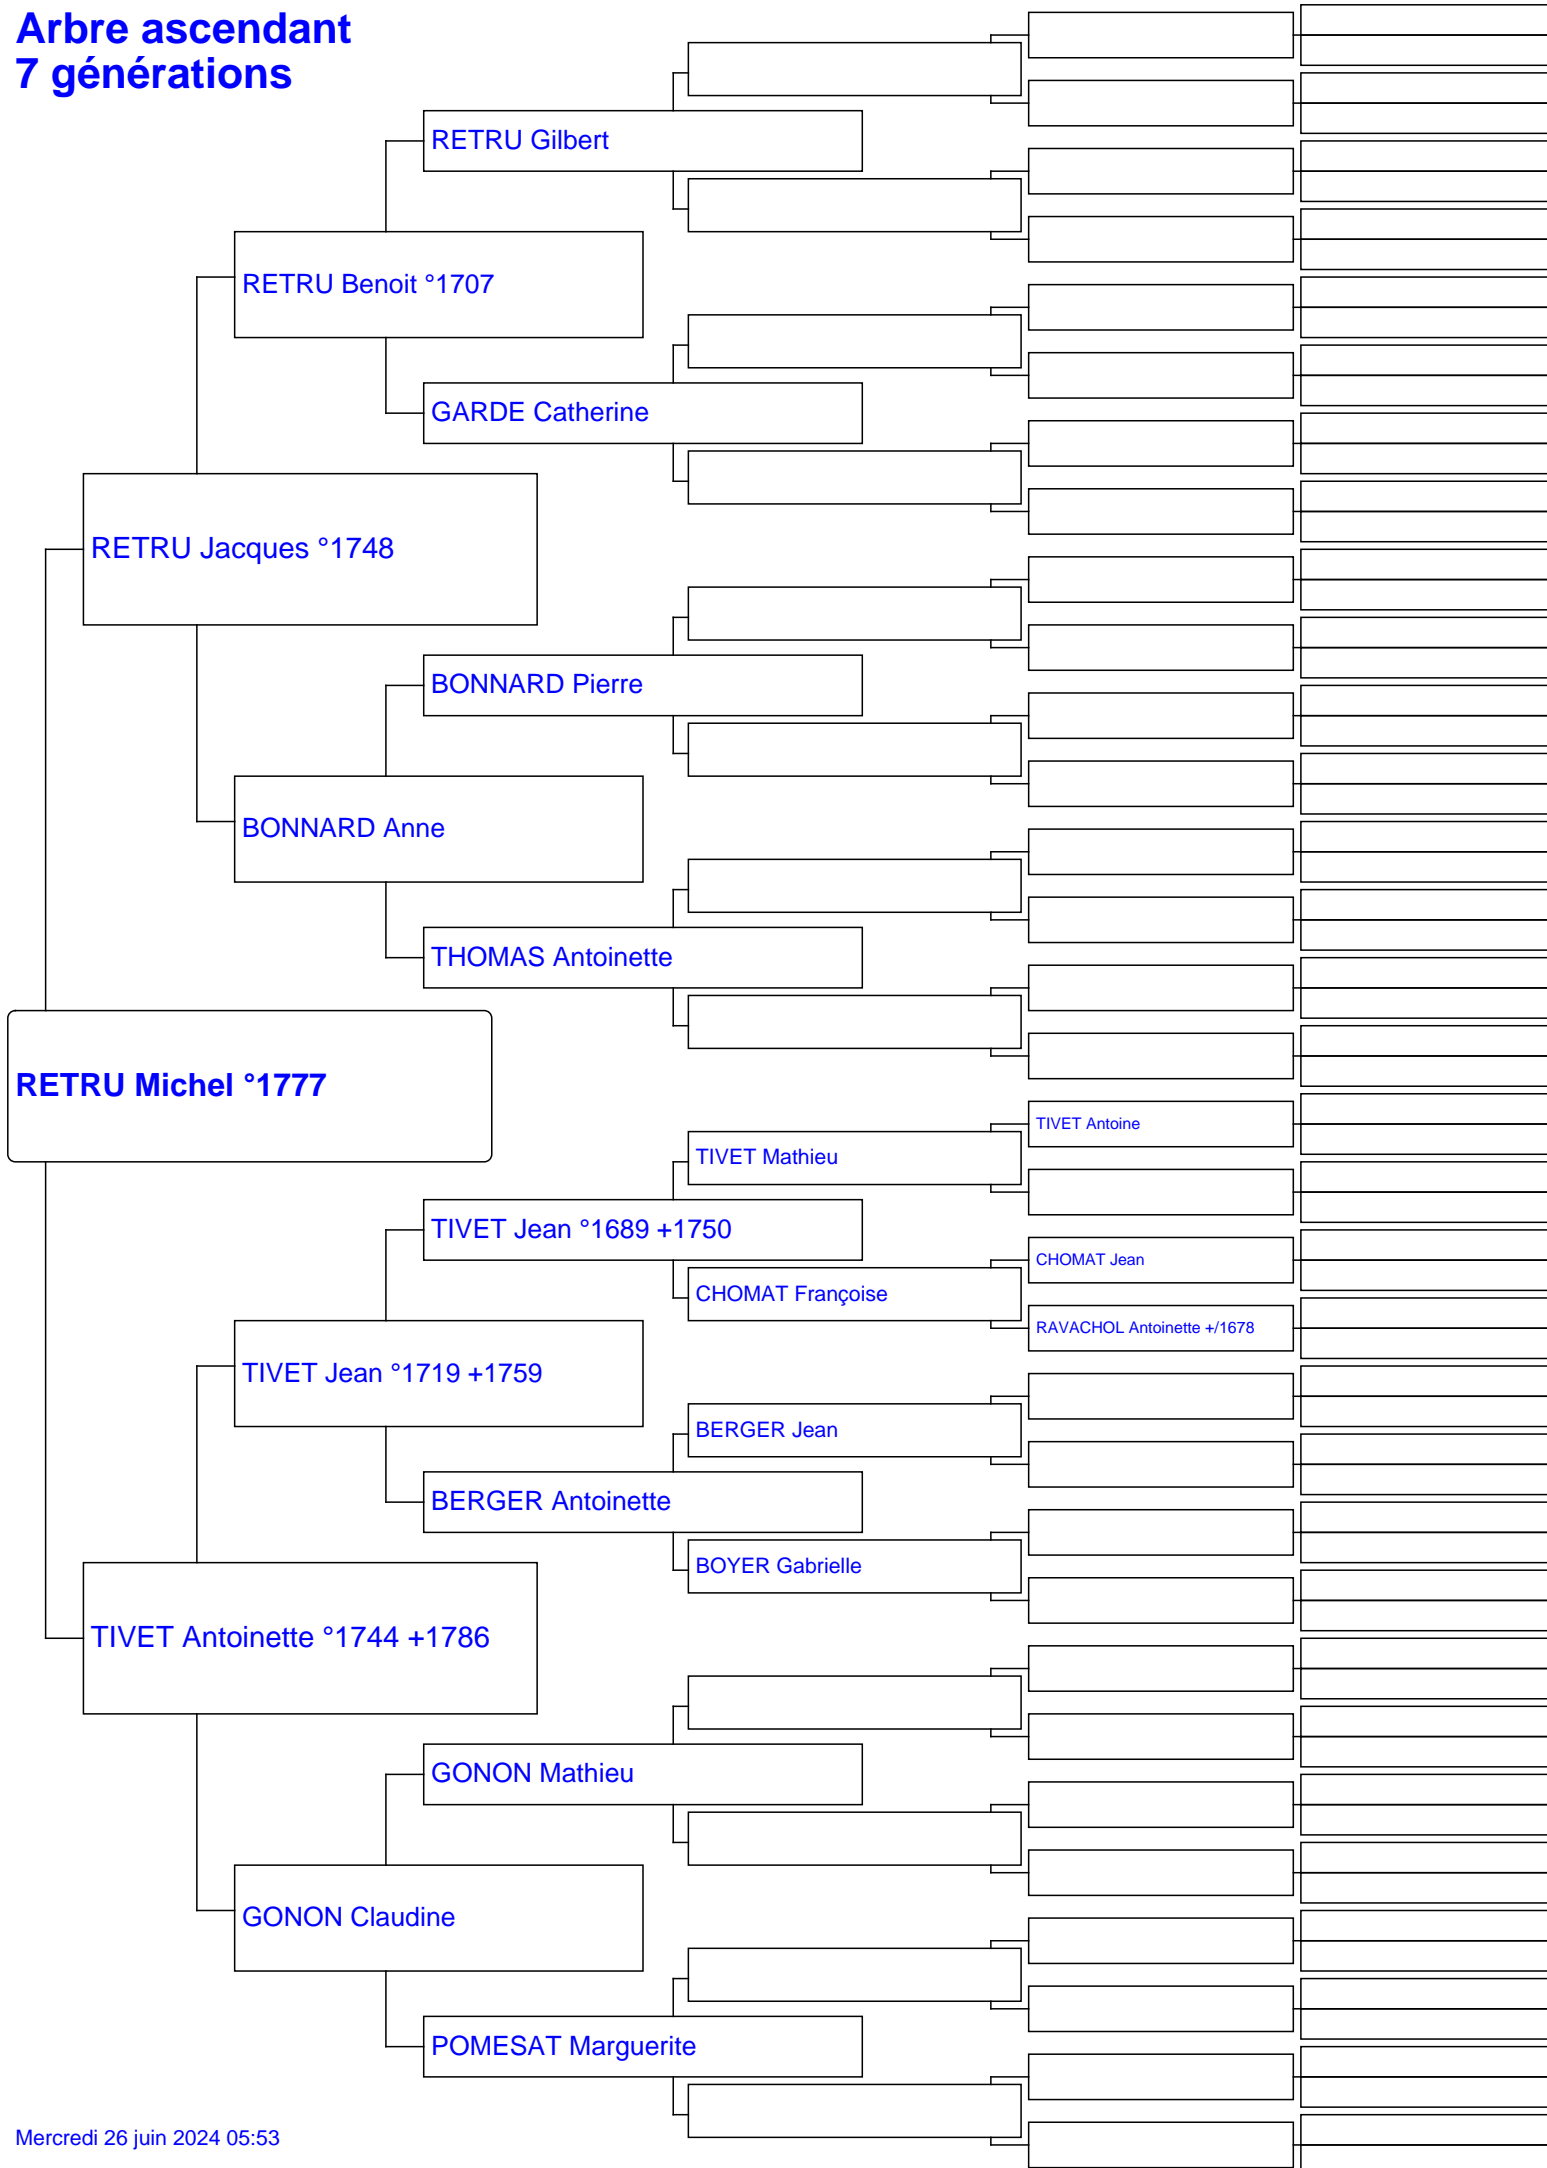 Arbre ascendant
7 générations
RETRU Gilbert
RETRU Benoit °1707
GARDE Catherine
RETRU Jacques °1748
BONNARD Pierre
BONNARD Anne
THOMAS Antoinette
RETRU Michel °1777
TIVET Antoine
TIVET Mathieu
TIVET Jean °1689 +1750
CHOMAT Jean
CHOMAT Françoise
RAVACHOL Antoinette +/1678
TIVET Jean °1719 +1759
BERGER Jean
BERGER Antoinette
BOYER Gabrielle
TIVET Antoinette °1744 +1786
GONON Mathieu
GONON Claudine
POMESAT Marguerite
Mercredi 26 juin 2024 05:53